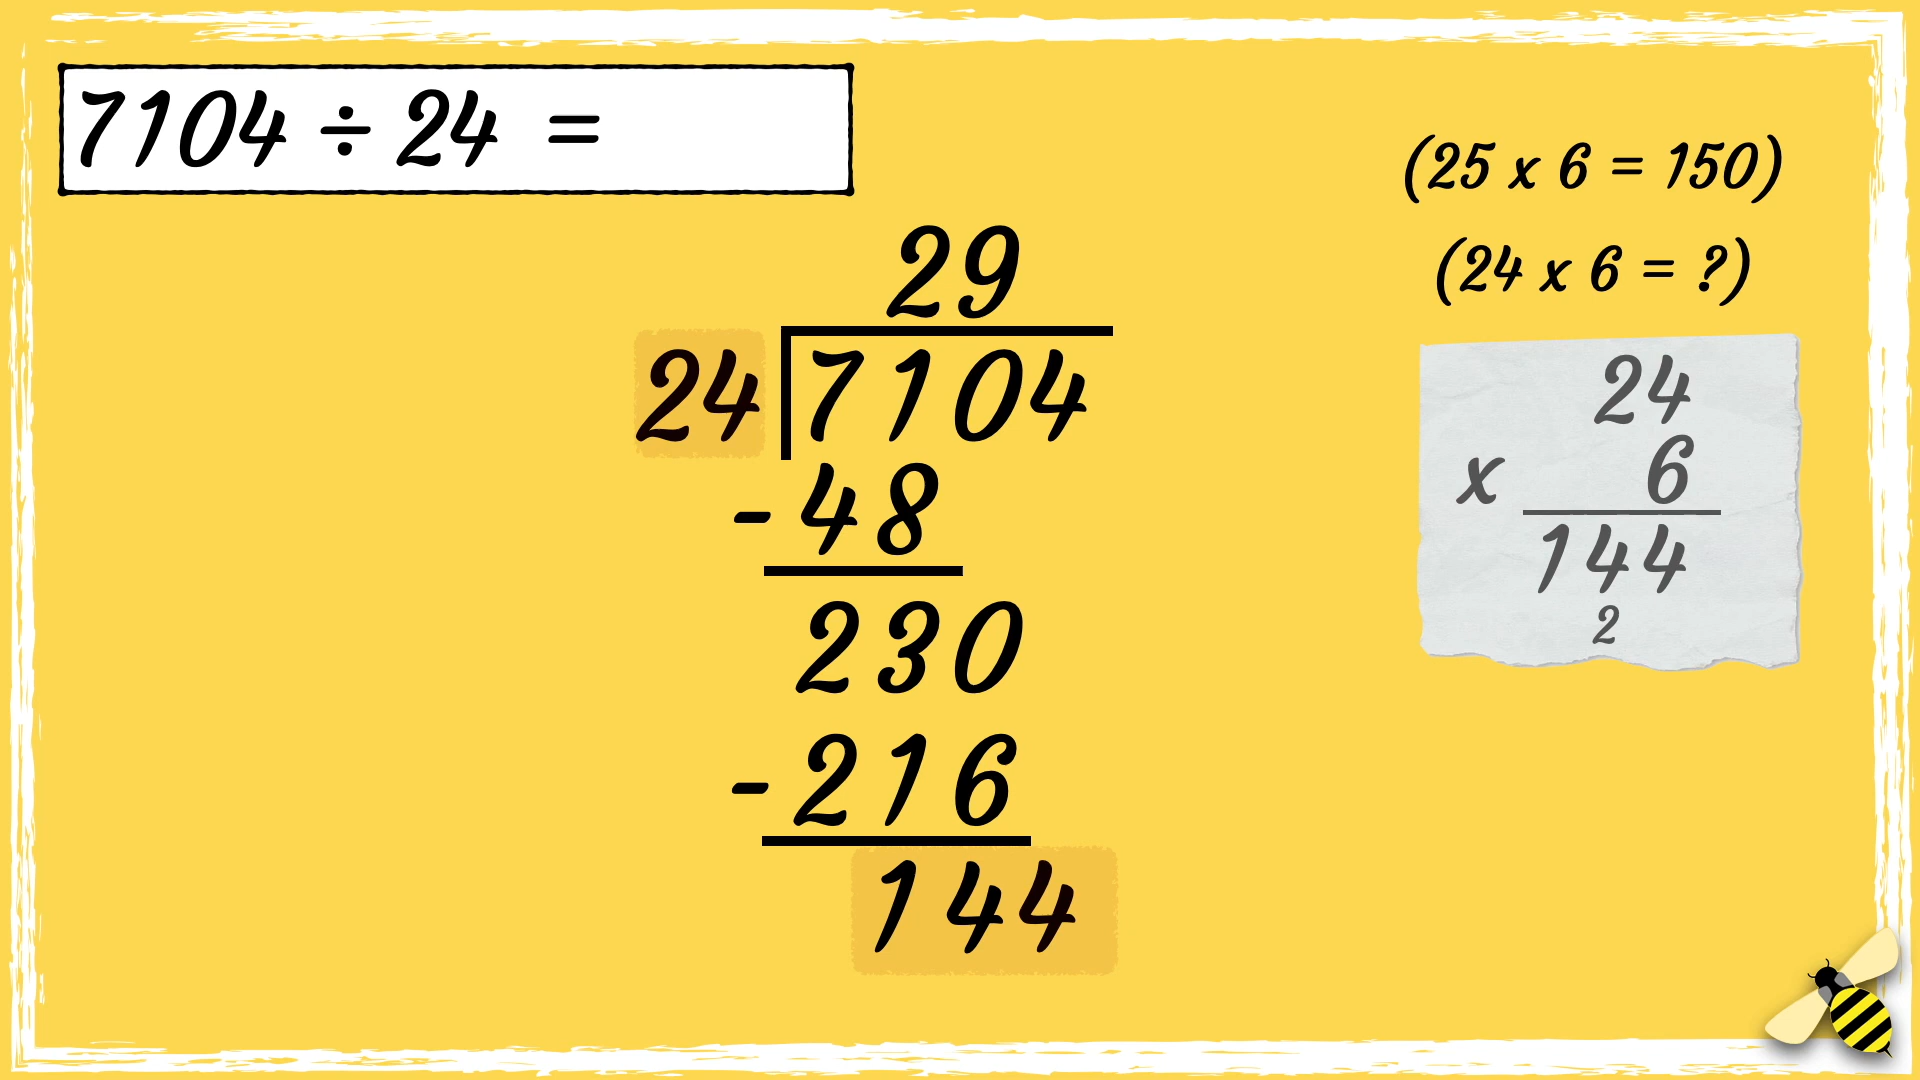 7104 ÷ 24 =
(25 x 6 = 150)
(24 x 6 = ?)
29
24 7104
- 48
230
- 216
144
24
x 6
144
2